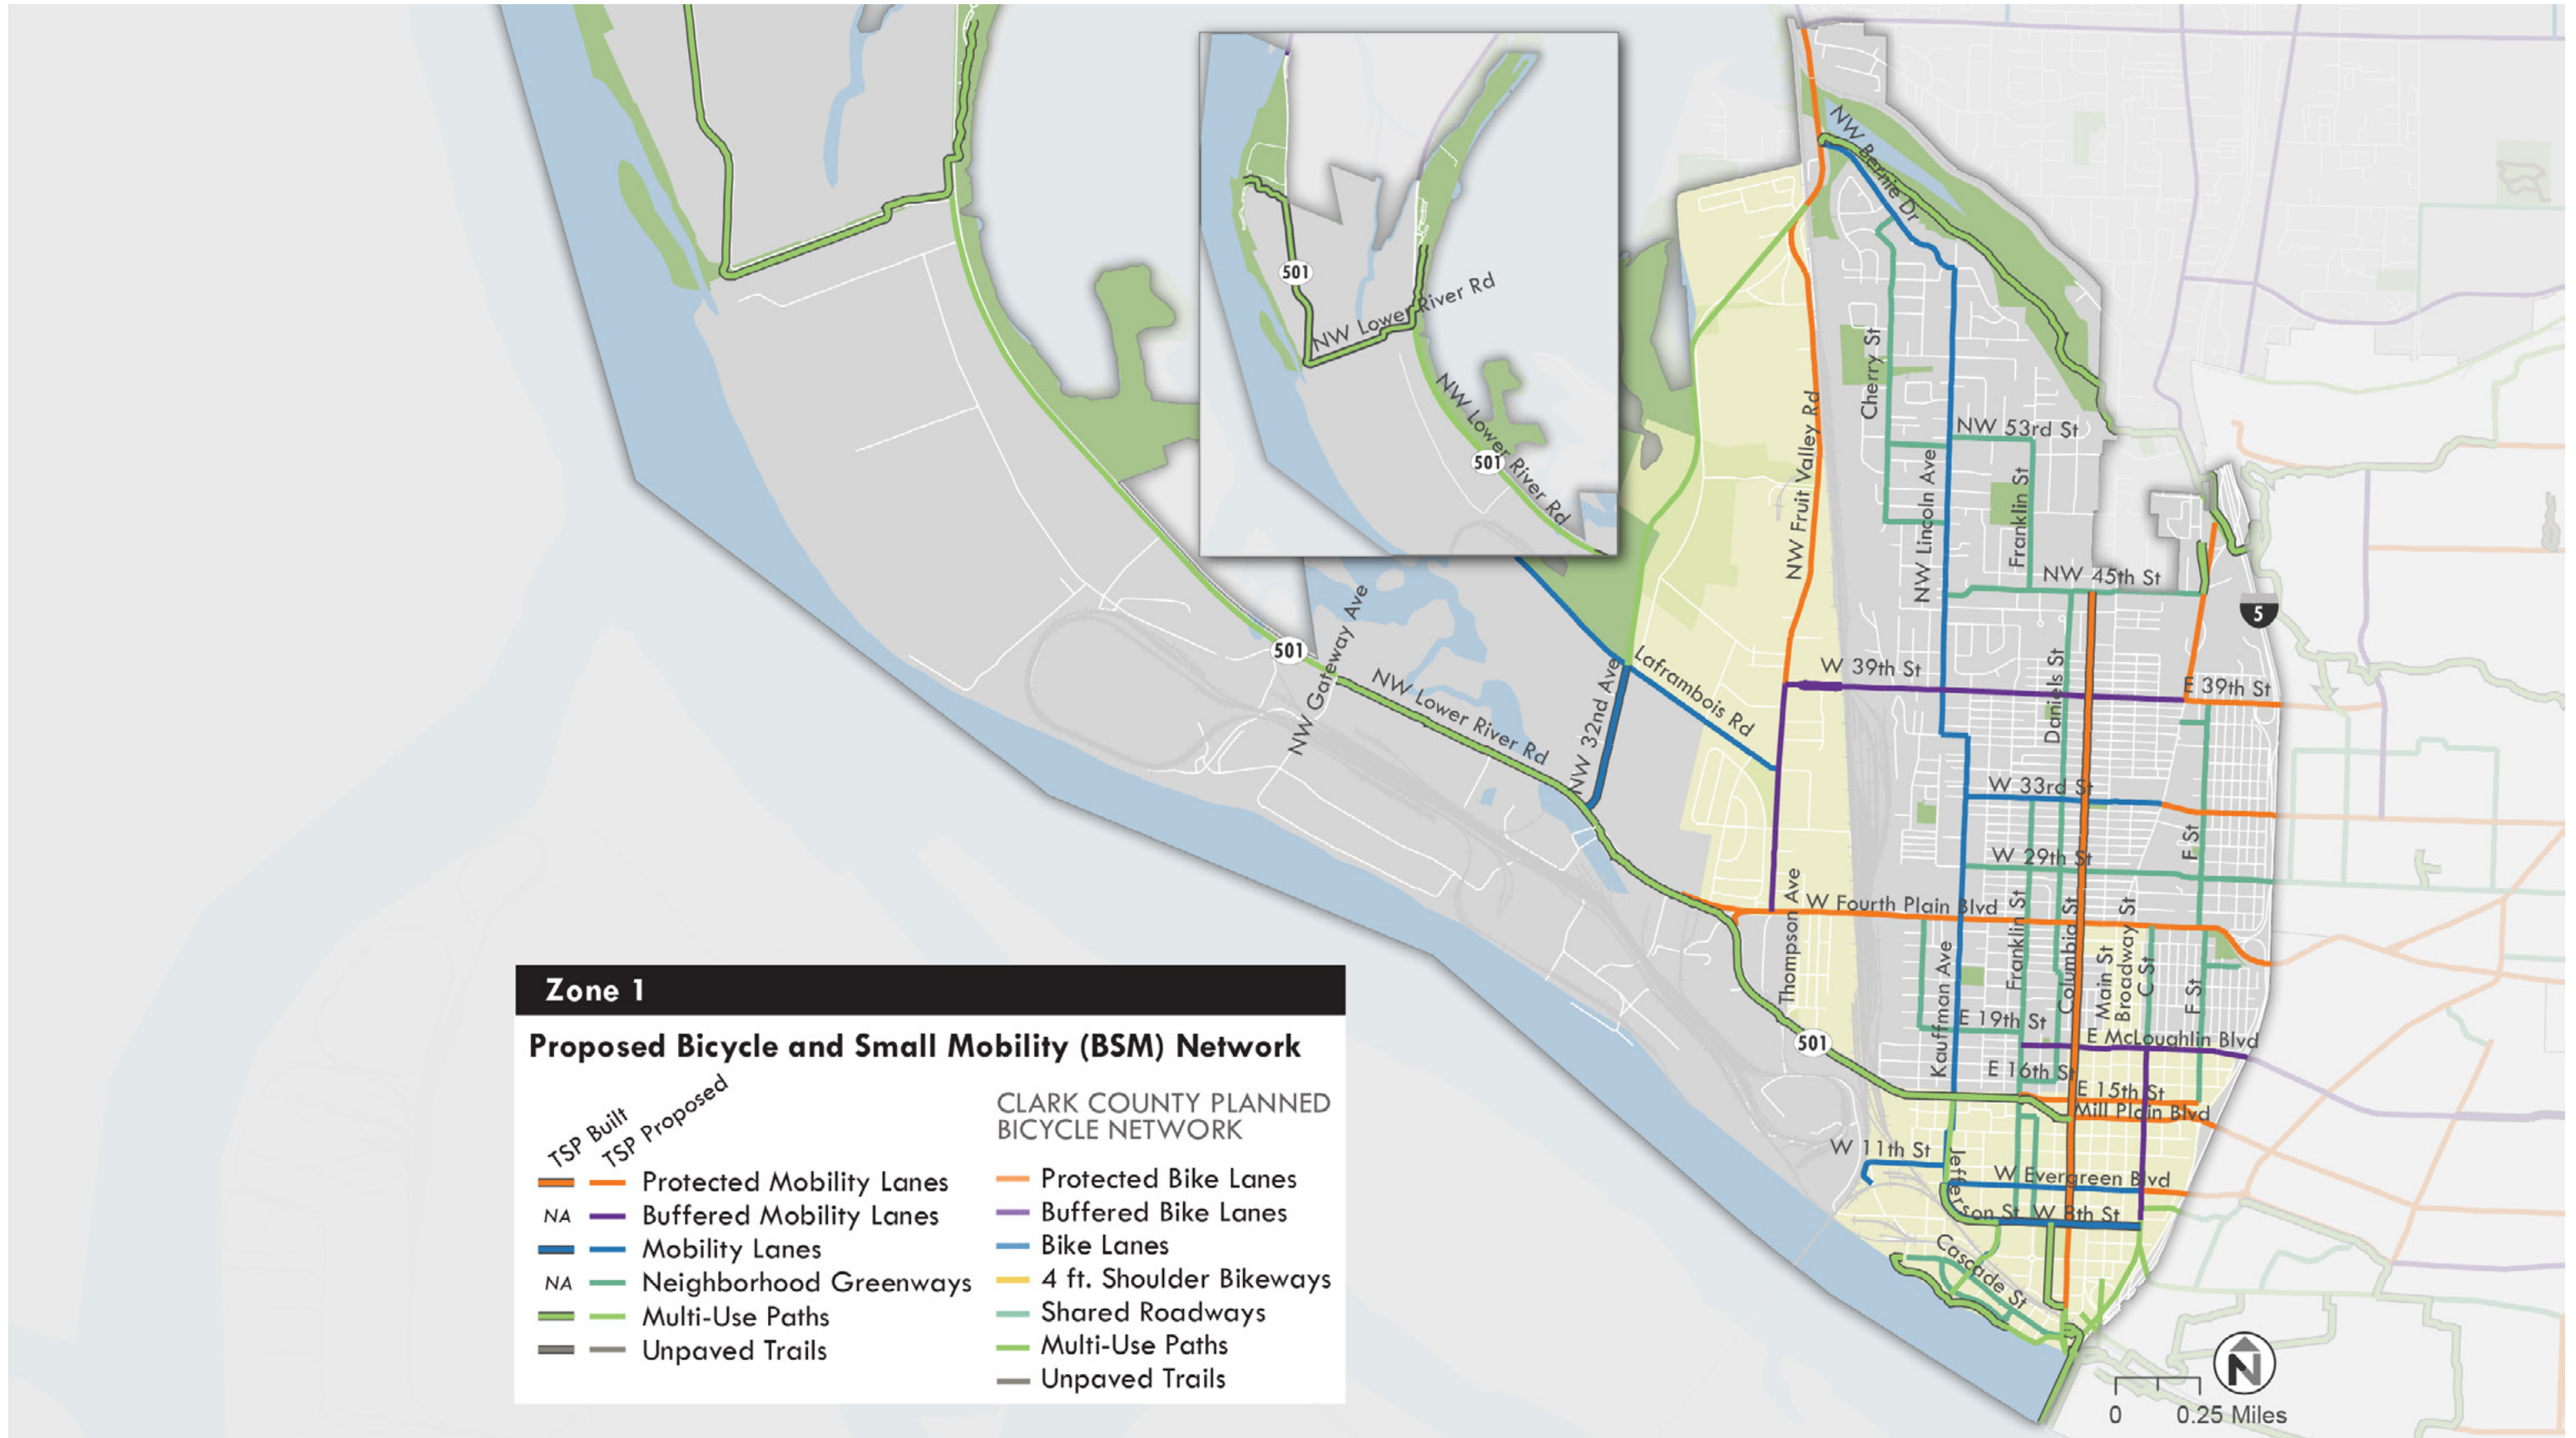 NW Bernie Dr
501
NW Lower River Rd
NW Lower River Rd
501
Cherry St
NW Fruit Valley Rd
NW 53rd St
NW Lincoln Ave
Franklin St
NW 45th St
5
501
NW Gateway Ave
NW Lower River Rd
NW 32nd Ave
Laframbois Rd
W 39th St
E 39th St
Daniels St
W 33rd St
F St
W 29th St
Thompson Ave
W Fourth Plain Blvd
Kauffman Ave
Franklin St
Columbia St
Main St
Broadway St
C St
F St
E 19th St
E McLoughlin Blvd
501
E 16th St
E 15th St
Mill Plain Blvd
W 11th St
Jefferson St
W Evergreen Blvd
W 8th St
Cascade St
Zone 1
Proposed Bicycle and Small Mobility (BSM) Network
TSP Built
TSP Proposed
Protected Mobility Lanes
NA Buffered Mobility Lanes
Mobility Lanes
NA Neighborhood Greenways
Multi-Use Paths
Unpaved Trails
CLARK COUNTY PLANNED
BICYCLE NETWORK
Protected Bike Lanes
Buffered Bike Lanes
Bike Lanes
4 ft. Shoulder Bikeways
Shared Roadways
Multi-Use Paths
Unpaved Trails
N
0 0.25 Miles